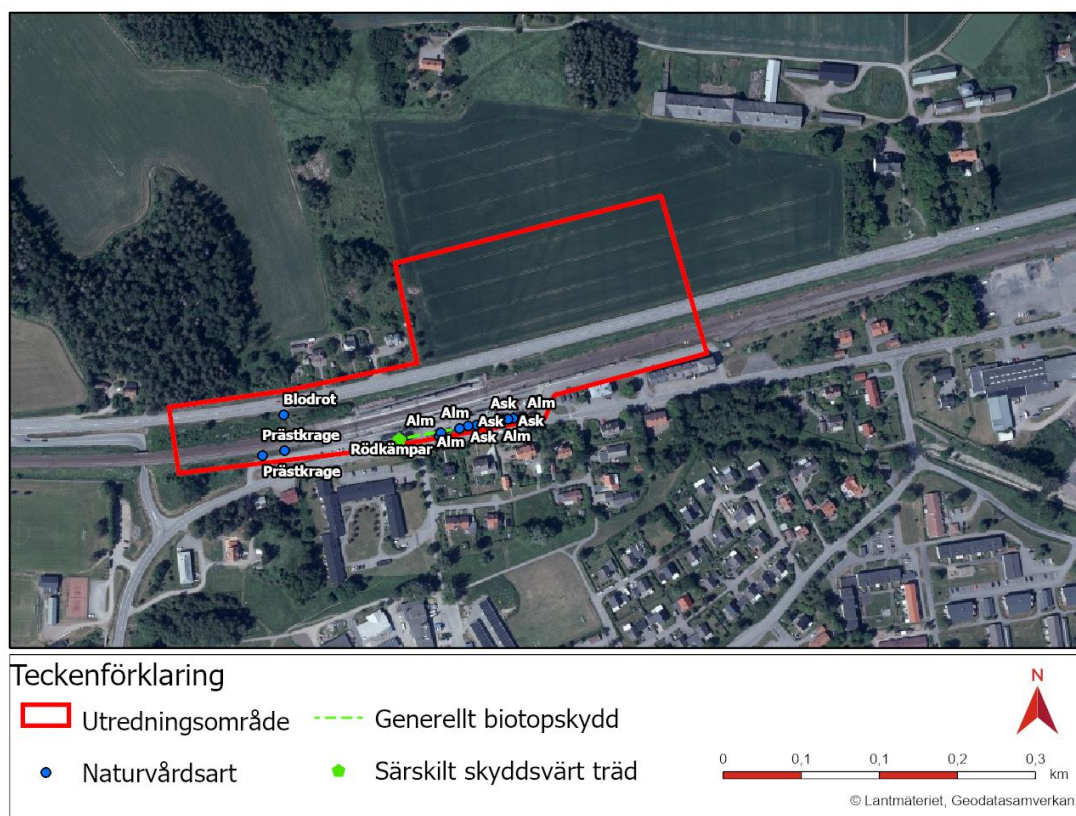 Blodrot
Ask
Alm
Alm
Alm
Prästkrage
Ask
Ask
Alm
Ask
Alm
Rödkämpar
Prästkrage
Teckenförklaring
Utredningsområde
Generellt biotopskydd
Naturvårdsart
Särskilt skyddsvärt träd
N
0
0,1
0,1
0,2
0,3
km
© Lantmäteriet, Geodatasamverkan